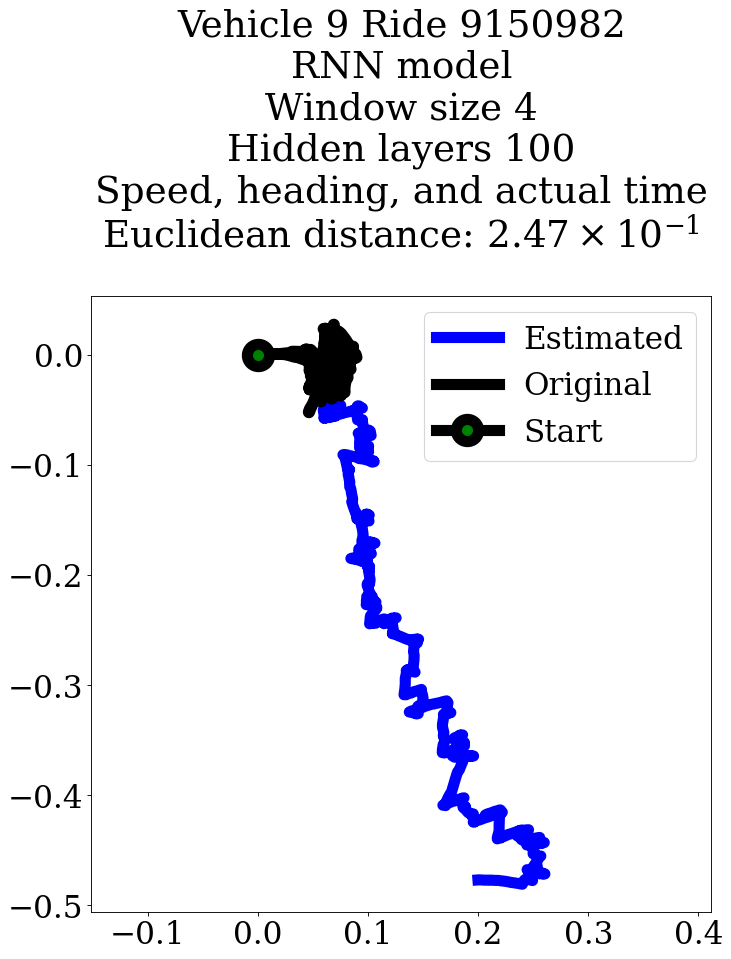 Vehicle 9 Ride 9150982
RNN model
Window size 4
Hidden layers 100
Speed, heading, and actual time
Euclidean distance: 2.47 × 10⁻¹
Estimated
Original
Start
0.0
−0.1
−0.2
−0.3
−0.4
−0.5
−0.1 0.0 0.1 0.2 0.3 0.4